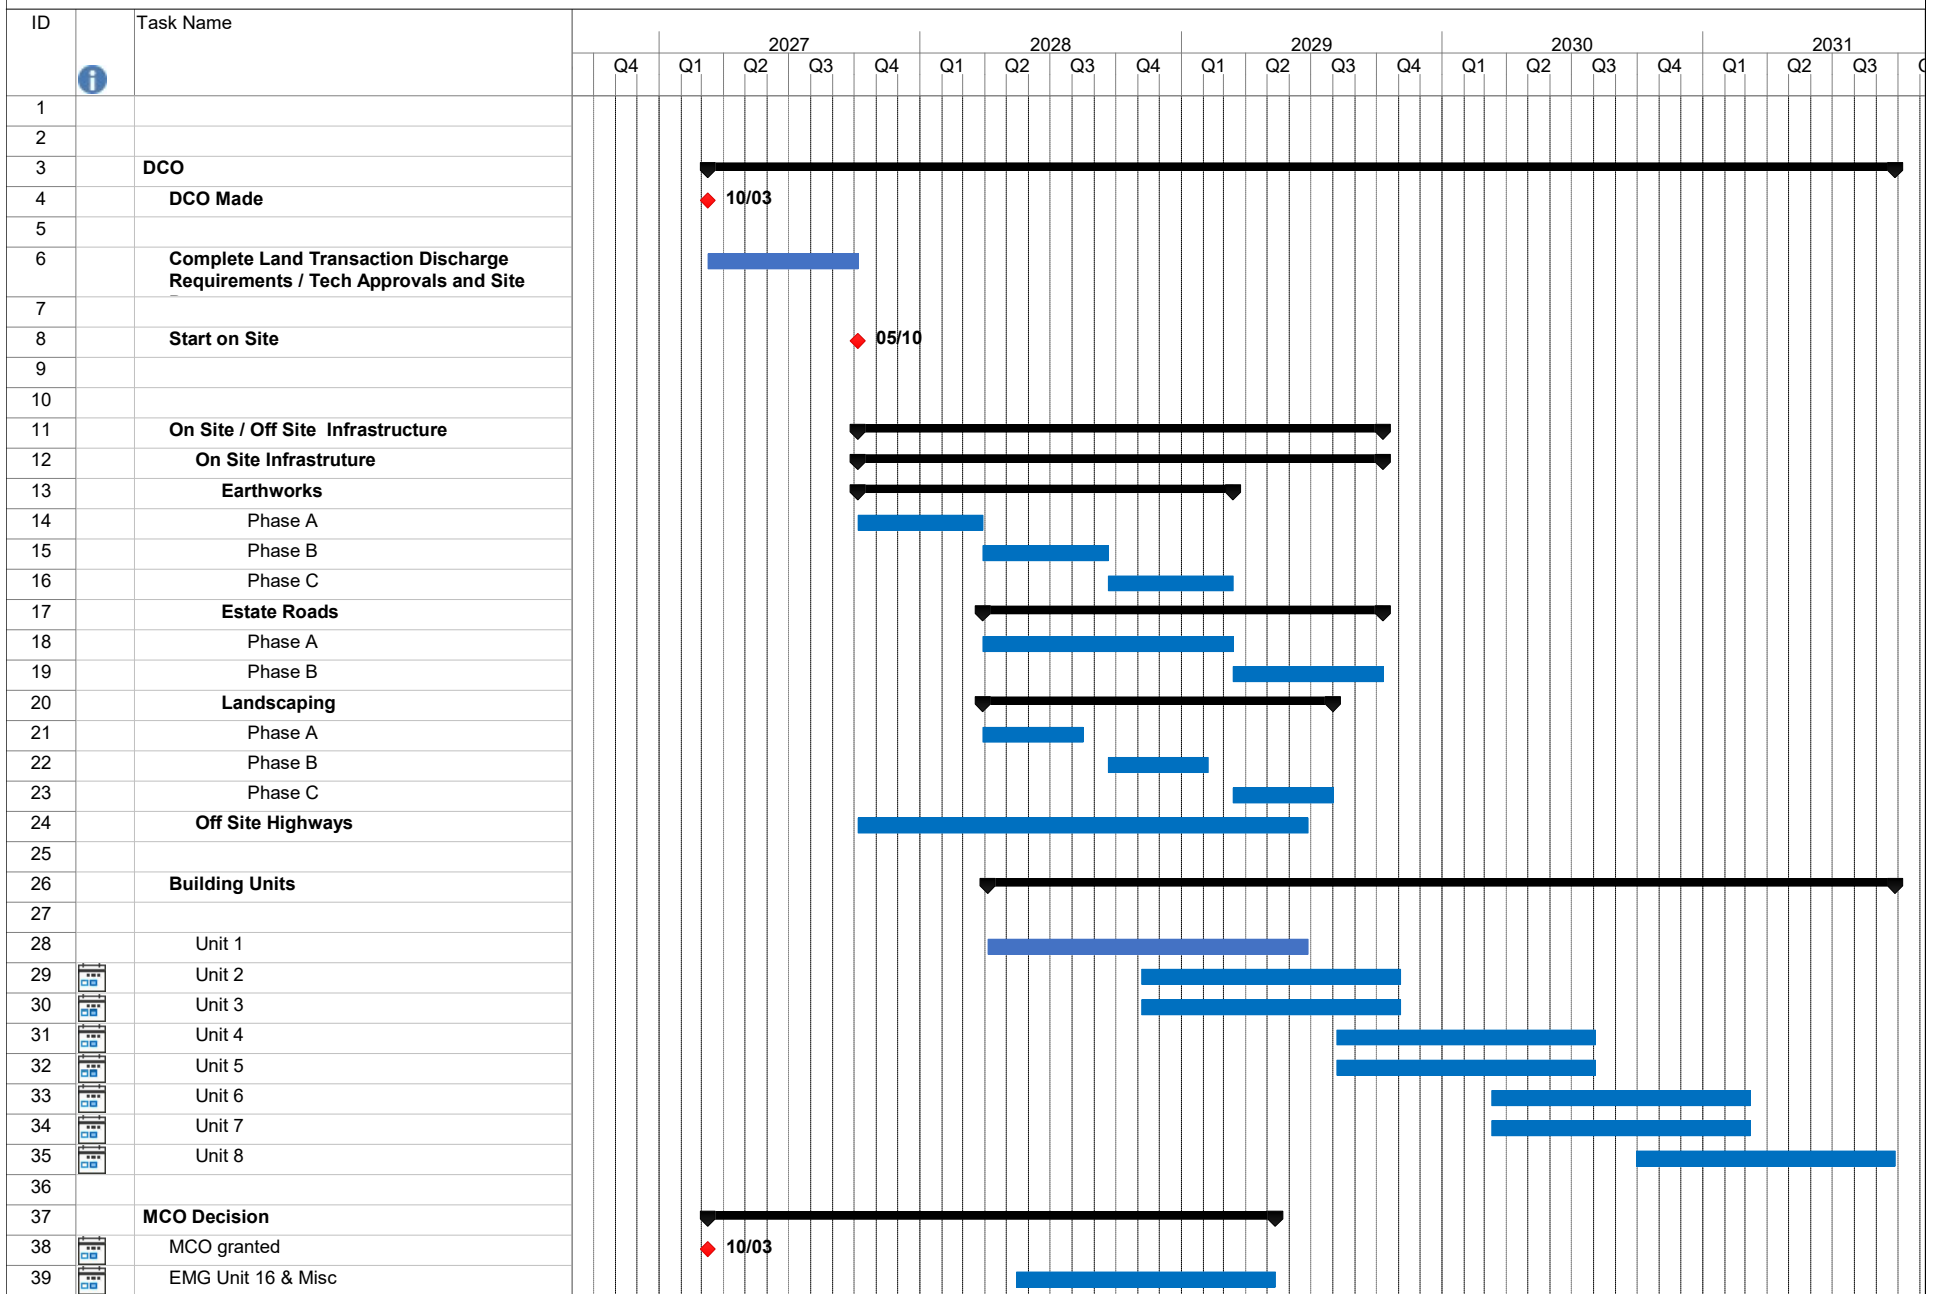 ID Task Name
2027 2028 2029 2030 2031
Q4 Q1 Q2 Q3 Q4 Q1 Q2 Q3 Q4 Q1 Q2 Q3 Q4 Q1 Q2 Q3 Q4 Q1 Q2 Q3
1
2
3 DCO
4 DCO Made 10/03
5
6 Complete Land Transaction Discharge
Requirements / Tech Approvals and Site
7
8 Start on Site 05/10
9
10
11 On Site / Off Site Infrastructure
12 On Site Infrastruture
13 Earthworks
14 Phase A
15 Phase B
16 Phase C
17 Estate Roads
18 Phase A
19 Phase B
20 Landscaping
21 Phase A
22 Phase B
23 Phase C
24 Off Site Highways
25
26 Building Units
27
28 Unit 1
29 Unit 2
30 Unit 3
31 Unit 4
32 Unit 5
33 Unit 6
34 Unit 7
35 Unit 8
36
37 MCO Decision
38 MCO granted 10/03
39 EMG Unit 16 & Misc